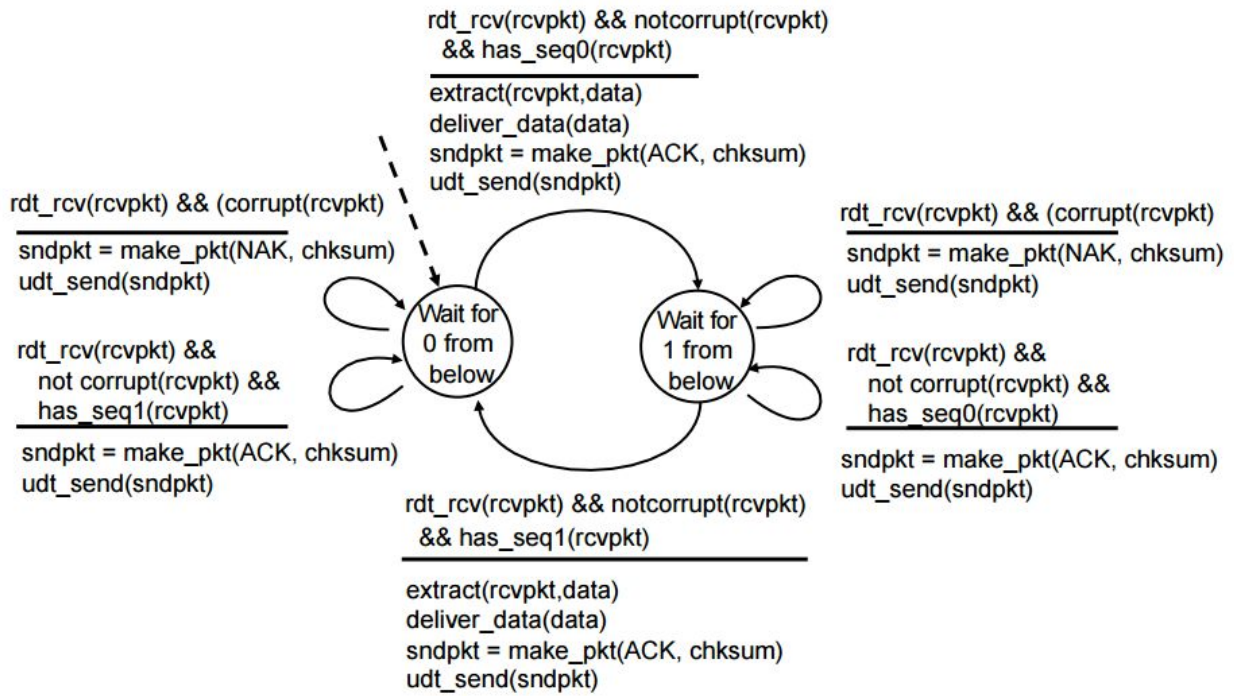 rdt_rcv(rcvpkt) && notcorrupt(rcvpkt)
&& has_seq0(rcvpkt)
extract(rcvpkt,data)
deliver_data(data)
sndpkt = make_pkt(ACK, chksum)
udt_send(sndpkt)
rdt_rcv(rcvpkt) && (corrupt(rcvpkt)
sndpkt = make_pkt(NAK, chksum)
udt_send(sndpkt)
rdt_rcv(rcvpkt) &&
not corrupt(rcvpkt) &&
has_seq1(rcvpkt)
sndpkt = make_pkt(ACK, chksum)
udt_send(sndpkt)
Wait for
0 from
below
Wait for
1 from
below
rdt_rcv(rcvpkt) && (corrupt(rcvpkt)
sndpkt = make_pkt(NAK, chksum)
udt_send(sndpkt)
rdt_rcv(rcvpkt) &&
not corrupt(rcvpkt) &&
has_seq0(rcvpkt)
sndpkt = make_pkt(ACK, chksum)
udt_send(sndpkt)
rdt_rcv(rcvpkt) && notcorrupt(rcvpkt)
&& has_seq1(rcvpkt)
extract(rcvpkt,data)
deliver_data(data)
sndpkt = make_pkt(ACK, chksum)
udt_send(sndpkt)